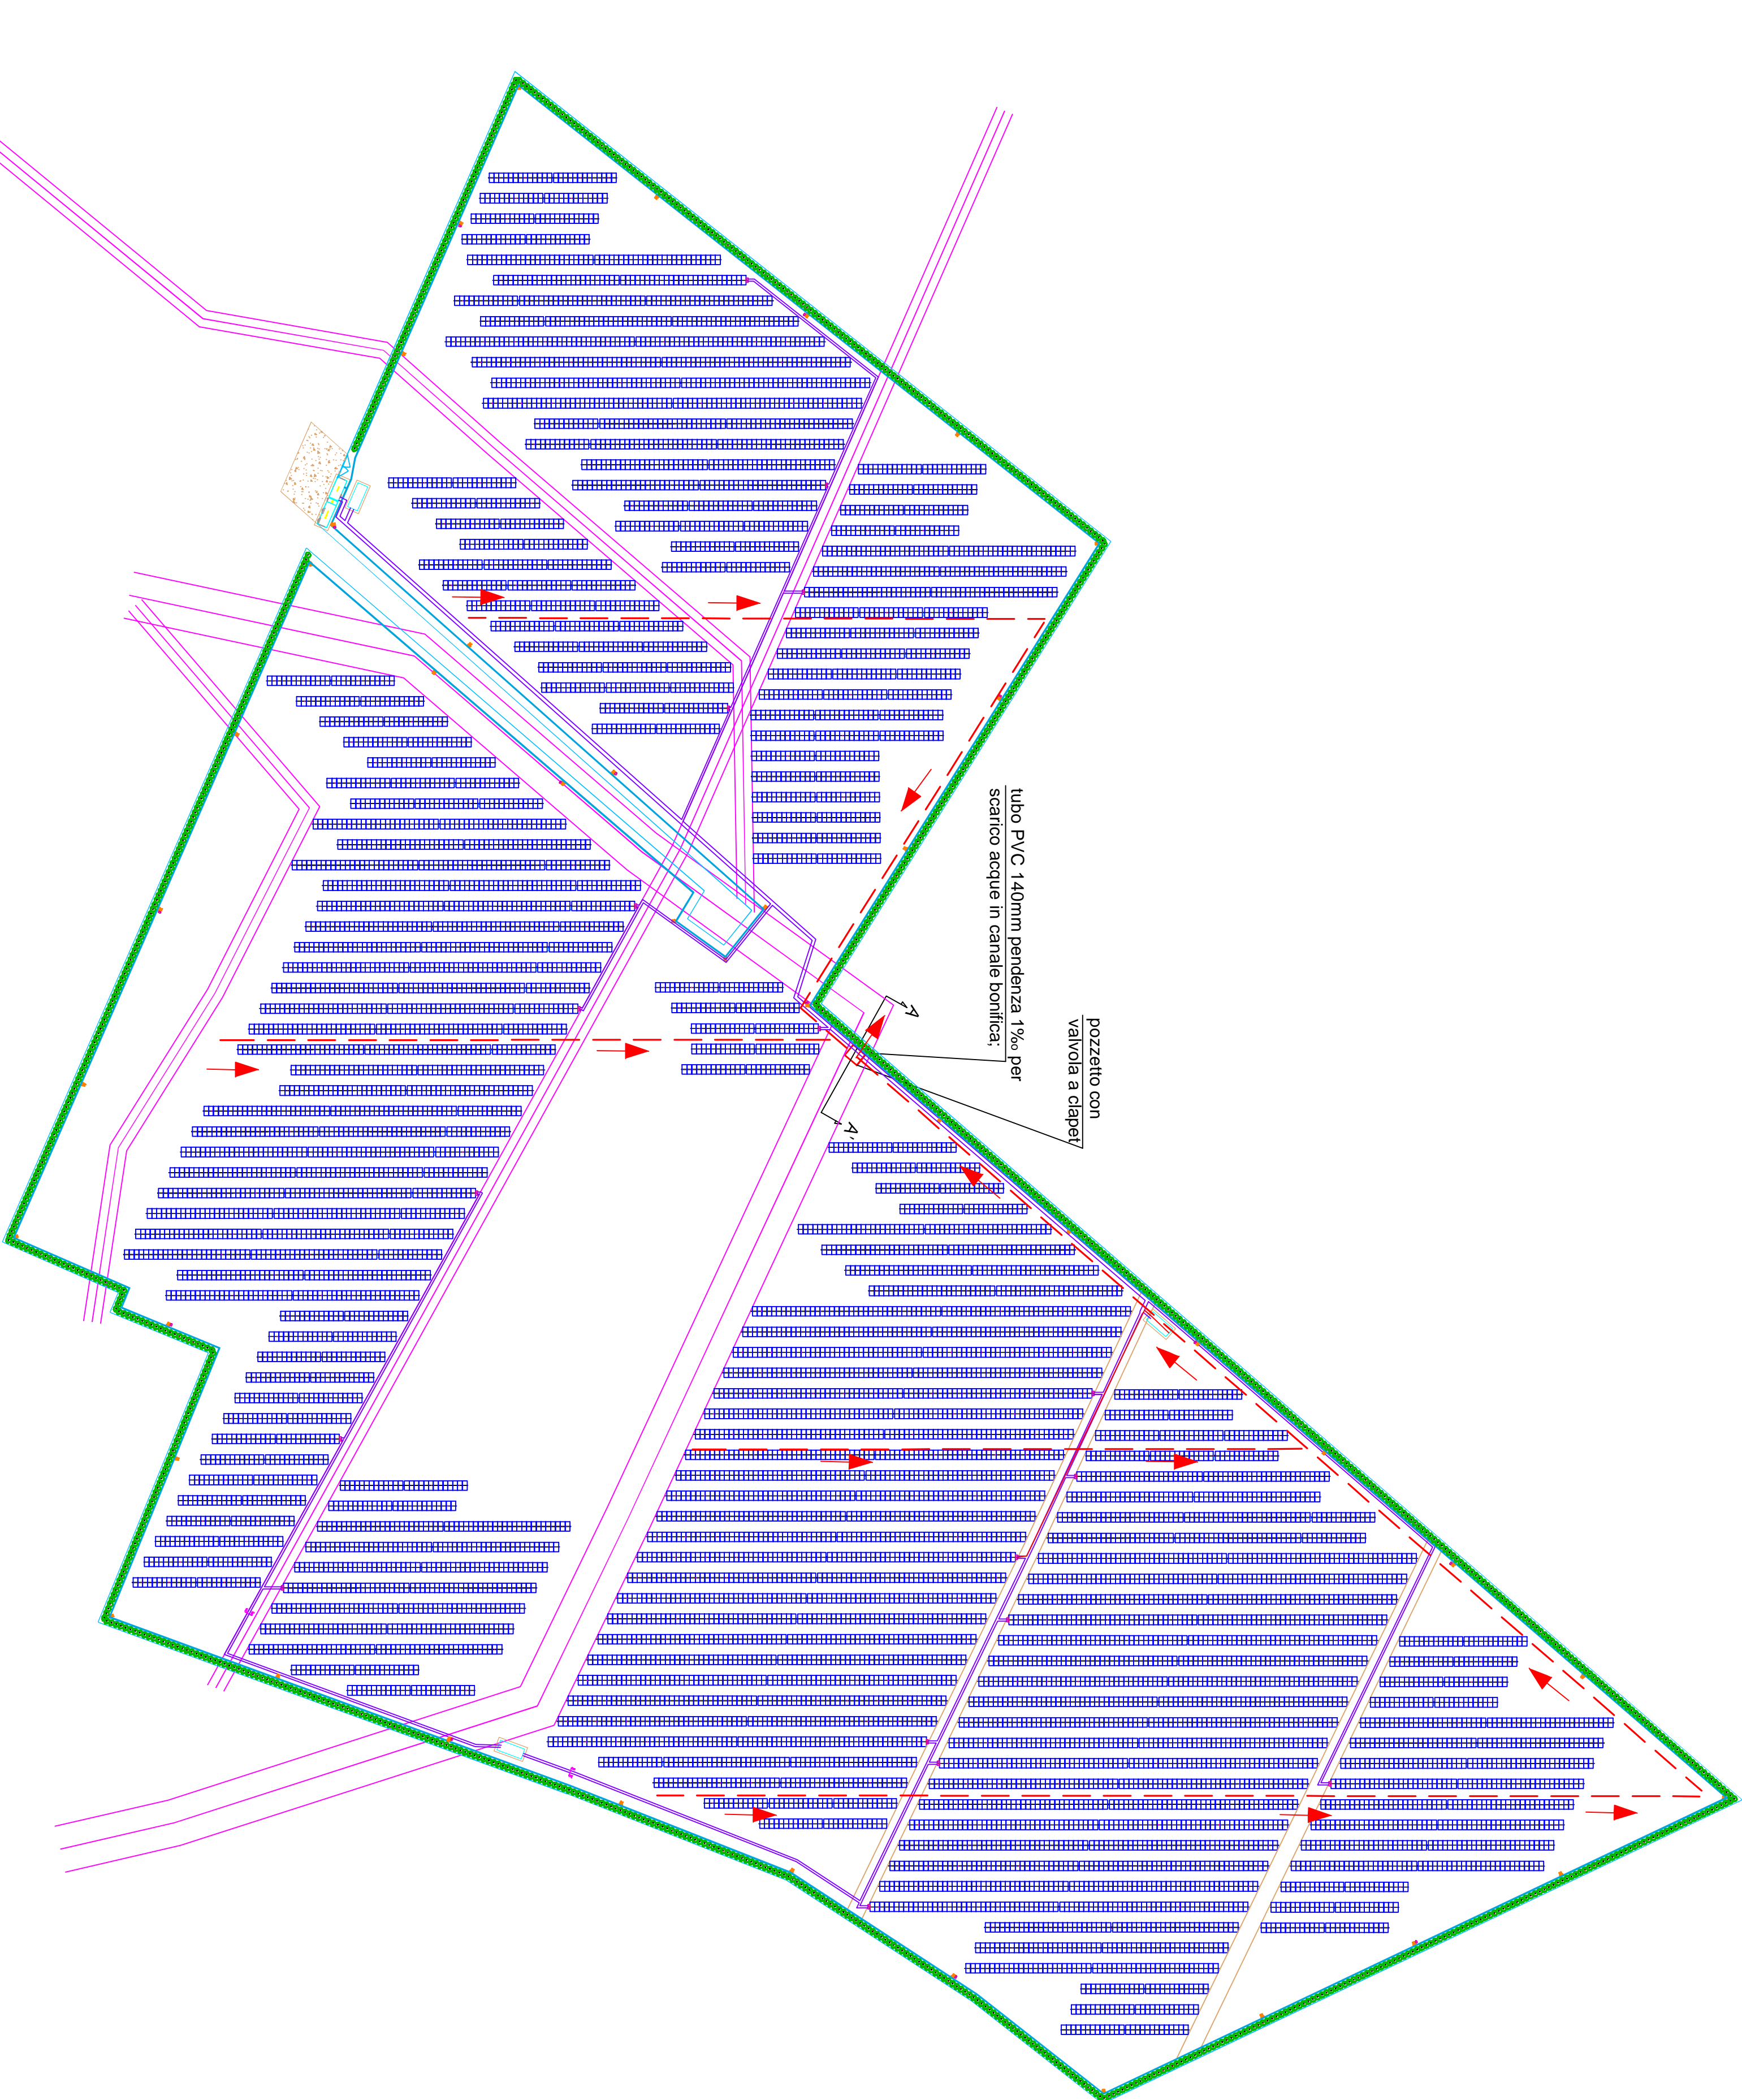 tubo PVC 140mm pendenza 1‰ per
scarico acque in canale bonifica;
pozzetto con
valvola a clapet
A
A'